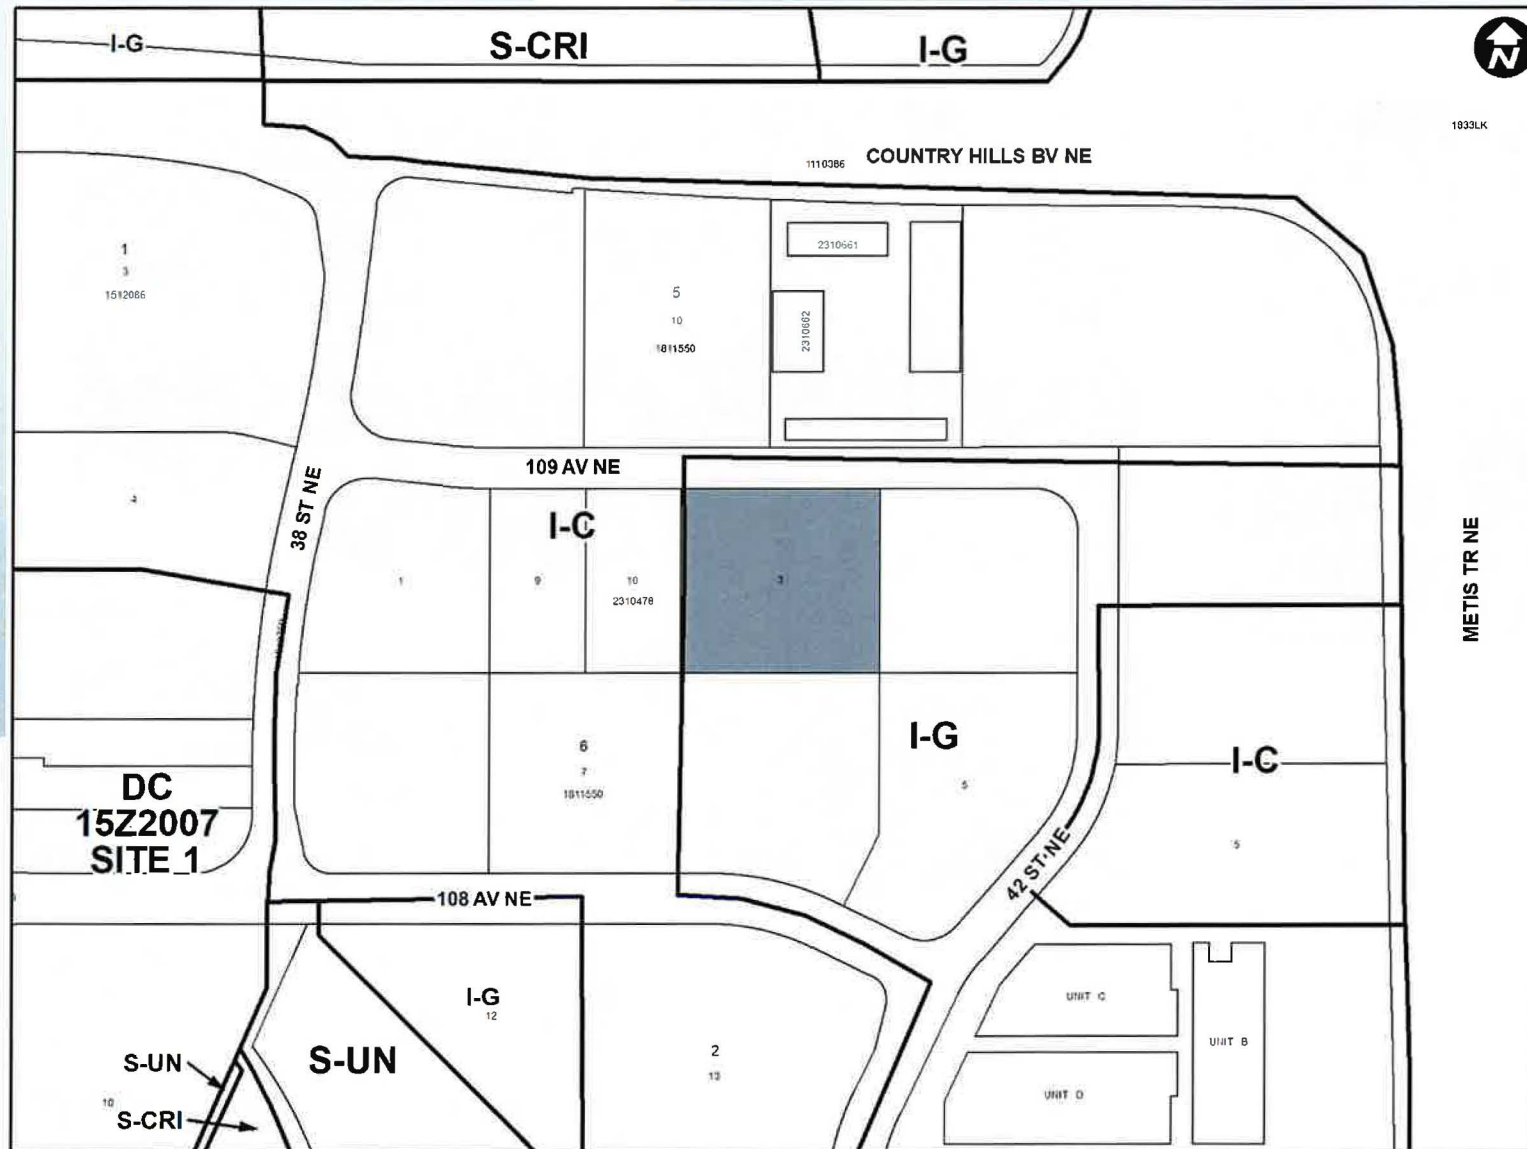 I-G
S-CRI
I-G
N
1833LK
1110386
COUNTRY HILLS BV NE
1
3
1512086
2310661
5
10
1811550
2310662
109 AV NE
38 ST NE
4
I-C
1
9
10
2310478
3
METIS TR NE
I-G
6
7
1811550
5
I-C
DC
15Z2007
SITE 1
5
42 ST NE
108 AV NE
I-G
12
S-UN
2
13
UNIT C
UNIT B
UNIT D
S-UN
10
S-CRI